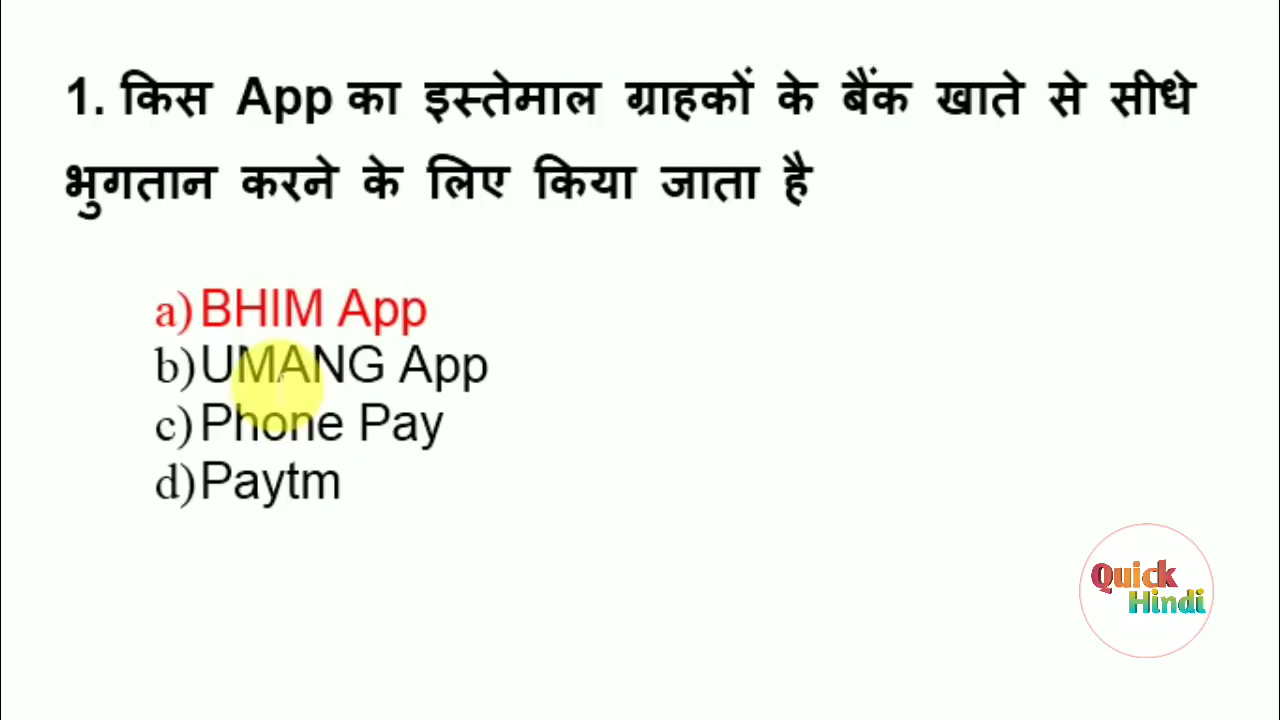 1. किस App का इस्तेमाल ग्राहकों के बैंक खाते से सीधे
भुगतान करने के लिए किया जाता है
a) BHIM App
b) UMANG App
c) Phone Pay
d) Paytm
Quick
Hindi